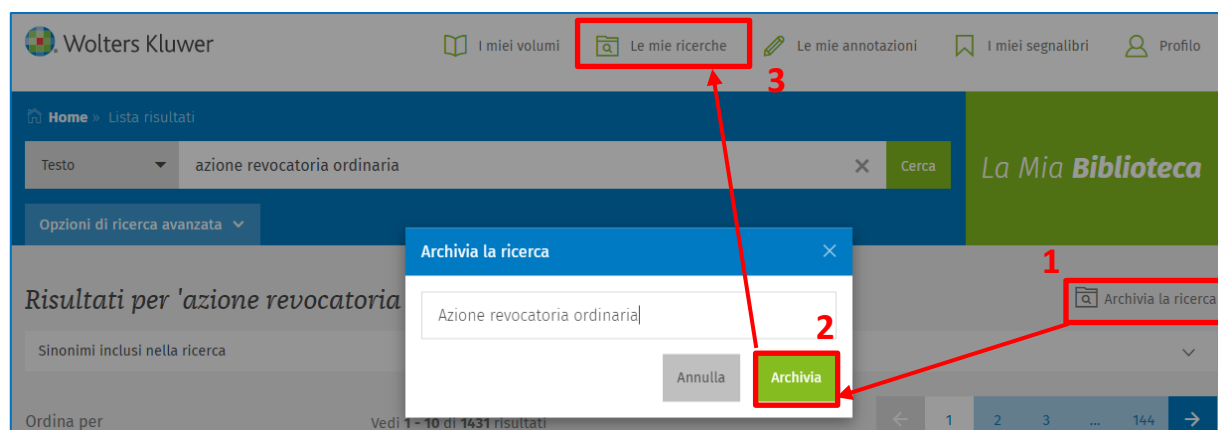 Wolters Kluwer
I miei volumi
Le mie ricerche
Le mie annotazioni
I miei segnalibri
Profilo
3
Home » Lista risultati
Testo
azione revocatoria ordinaria
Cerca
La Mia Biblioteca
Opzioni di ricerca avanzata
Archivia la ricerca
1
Risultati per 'azione revocatoria
Archivia la ricerca
Azione revocatoria ordinaria
2
Sinonimi inclusi nella ricerca
Annulla
Archivia
Ordina per
Vedi 1 - 10 di 1431 risultati
← 1 2 3 ... 144 →